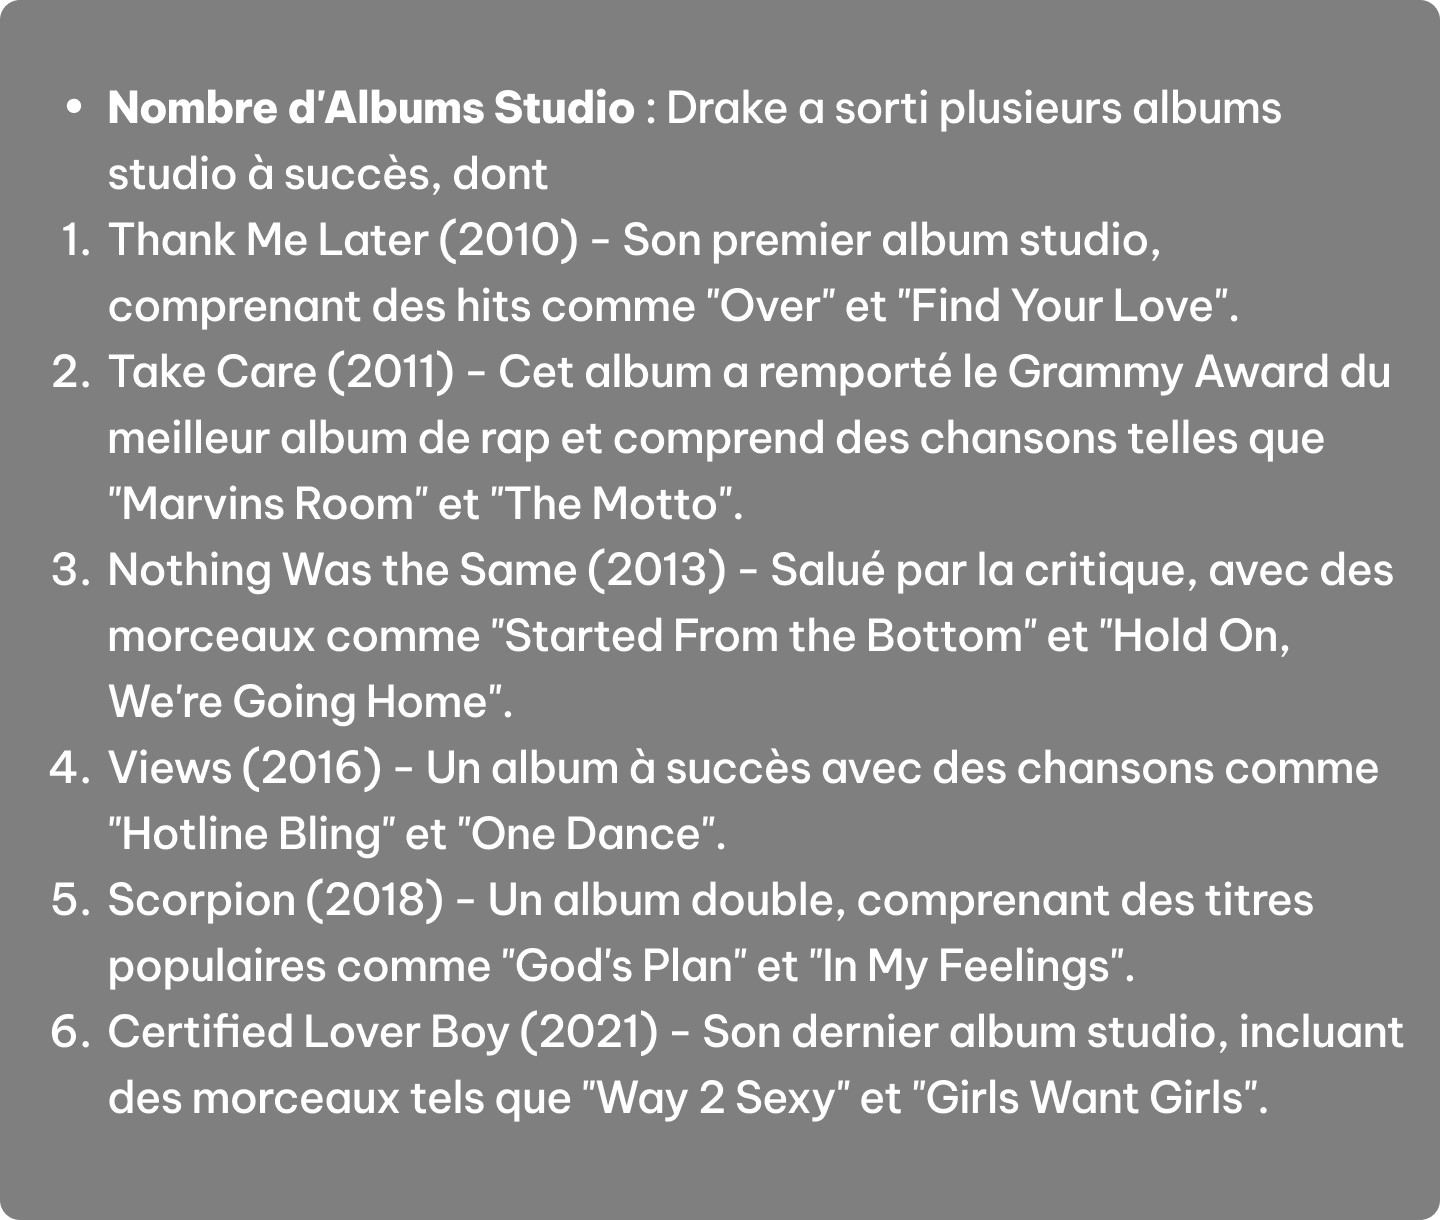 • Nombre d'Albums Studio : Drake a sorti plusieurs albums
studio à succès, dont
1. Thank Me Later (2010) - Son premier album studio,
comprenant des hits comme "Over" et "Find Your Love".
2. Take Care (2011) - Cet album a remporté le Grammy Award du
meilleur album de rap et comprend des chansons telles que
"Marvins Room" et "The Motto".
3. Nothing Was the Same (2013) - Salué par la critique, avec des
morceaux comme "Started From the Bottom" et "Hold On,
We're Going Home".
4. Views (2016) - Un album à succès avec des chansons comme
"Hotline Bling" et "One Dance".
5. Scorpion (2018) - Un album double, comprenant des titres
populaires comme "God's Plan" et "In My Feelings".
6. Certified Lover Boy (2021) - Son dernier album studio, incluant
des morceaux tels que "Way 2 Sexy" et "Girls Want Girls".